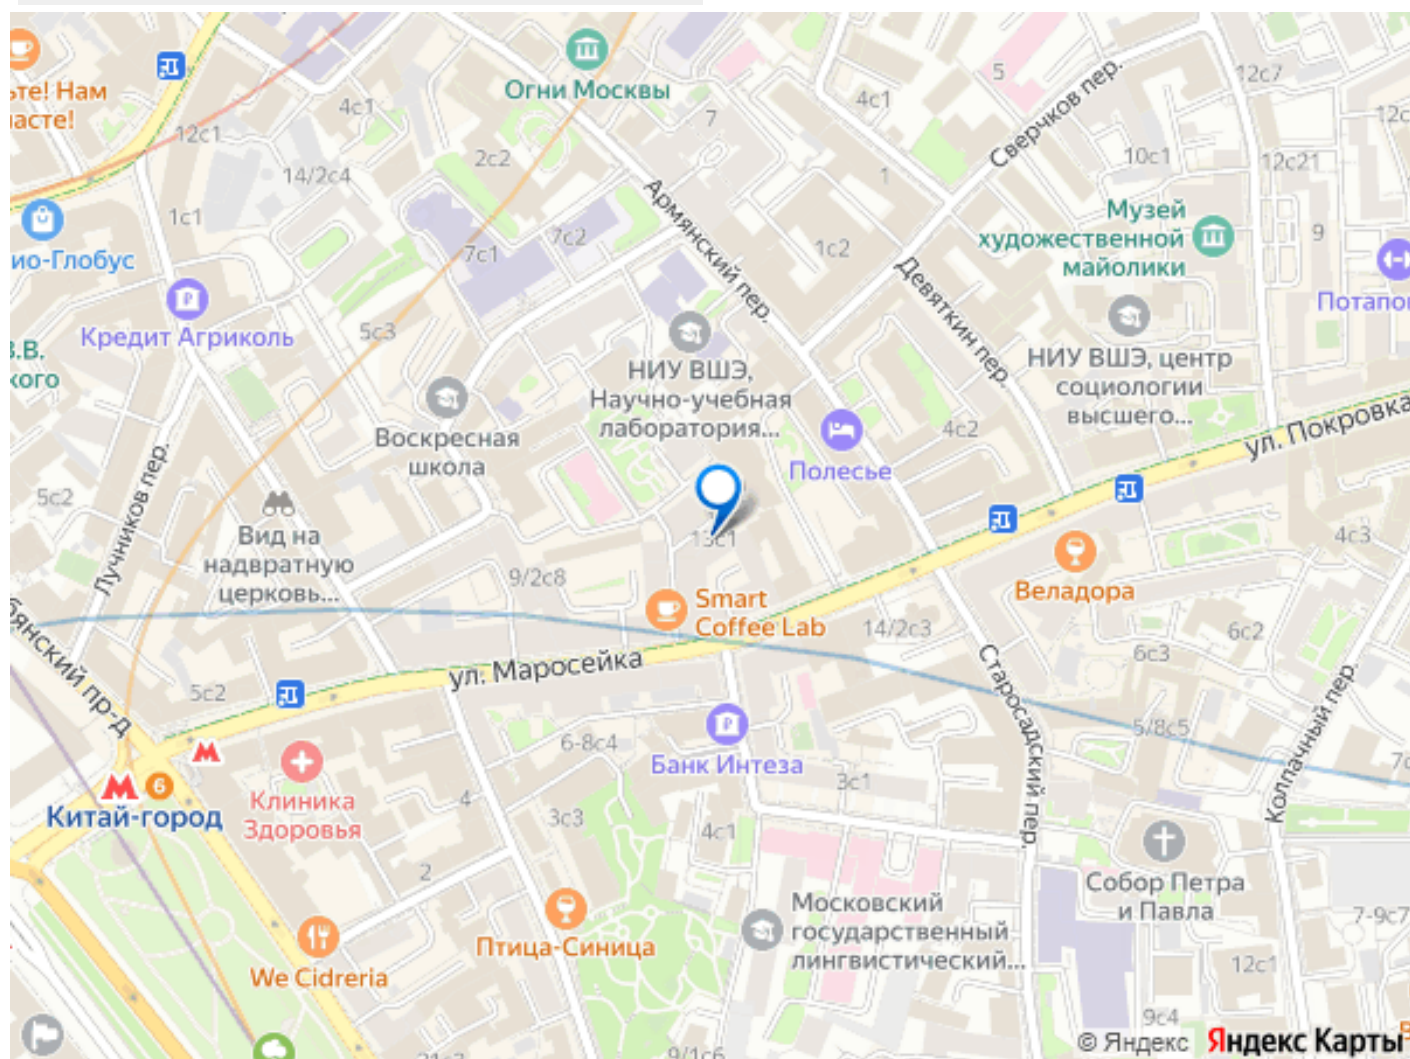 Огни Москвы
ьте! Нам
асте!
12с1
4с1
2с2
14/2с4
7
4с1
5
Сверчков пер.
12с7
12с
10с1
12с21
1
1с1
7с1
7с2
Армянский пер.
1с2
Музей
художественной
майолики
9
ио-Глобус
Девяткин пер.
Потапо
Кредит Агриколь
5с3
В.В.
кого
НИУ ВШЭ,
Научно-учебная
лаборатория...
НИУ ВШЭ, центр
социологии
высшего...
Воскресная
школа
Полесье
4с2
ул. Покровка
Лучников пер.
5с2
Вид на
надвратную
церковь...
13с1
4с3
9/2с8
Smart
Coffee Lab
Веладора
14/2с3
6с2
6с3
бянский пр-д
ул. Маросейка
5с2
Старосадский пер.
5/8с5
Колпачный пер.
6-8с4
Банк Интеза
3с1
6
Китай-город
Клиника
Здоровья
4
3с3
4с1
2
Собор Петра
и Павла
Московский
государственный
лингвистический...
7-9с7
Птица-Синица
We Cidreria
12с1
9с4
9/1с6
© Яндекс Яндекс Карты